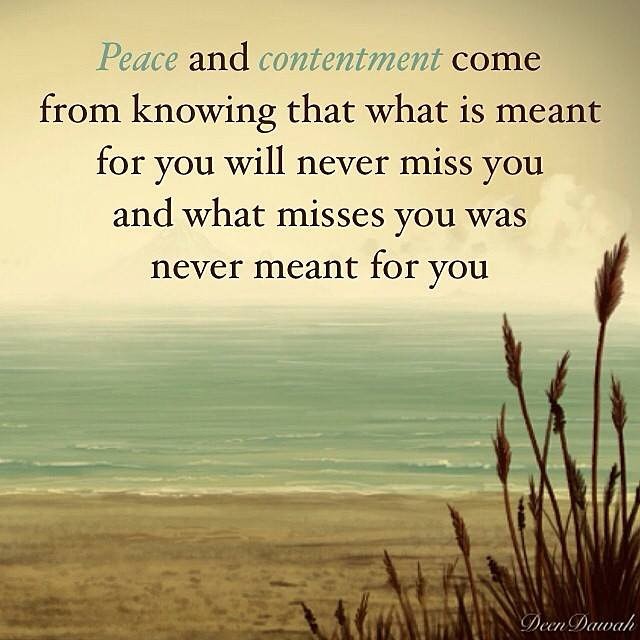 Peace and contentment come
from knowing that what is meant
for you will never miss you
and what misses you was
never meant for you
DeenDawah